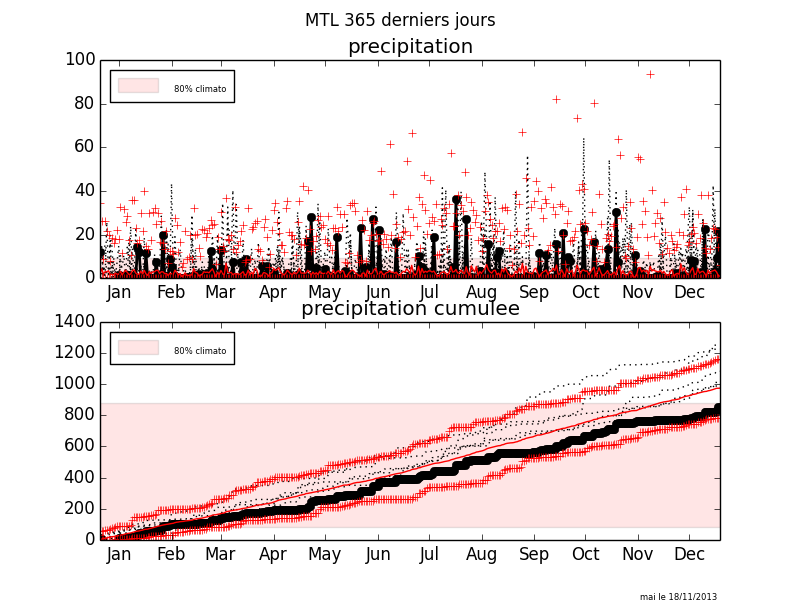 MTL 365 derniers jours
precipitation
100
80
60
40
20
0
80% climato
Jan Feb Mar Apr May Jun Jul Aug Sep Oct Nov Dec
precipitation cumulee
1400
1200
1000
800
600
400
200
0
80% climato
Jan Feb Mar Apr May Jun Jul Aug Sep Oct Nov Dec
maj le 18/11/2013